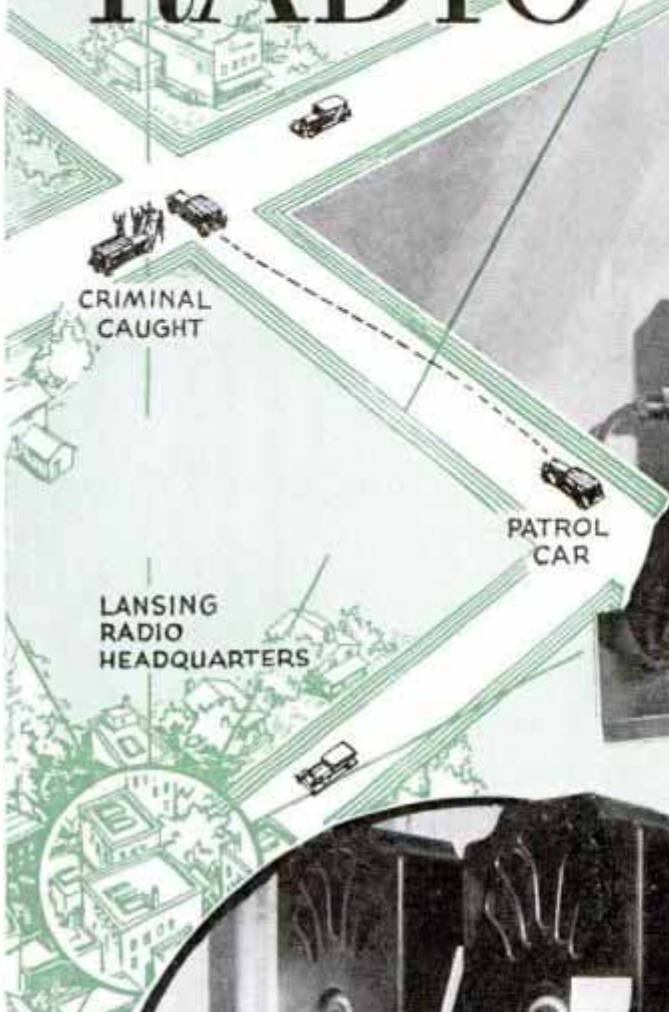 RADIO
CRIMINAL
CAUGHT
PATROL
CAR
LANSING
RADIO
HEADQUARTERS